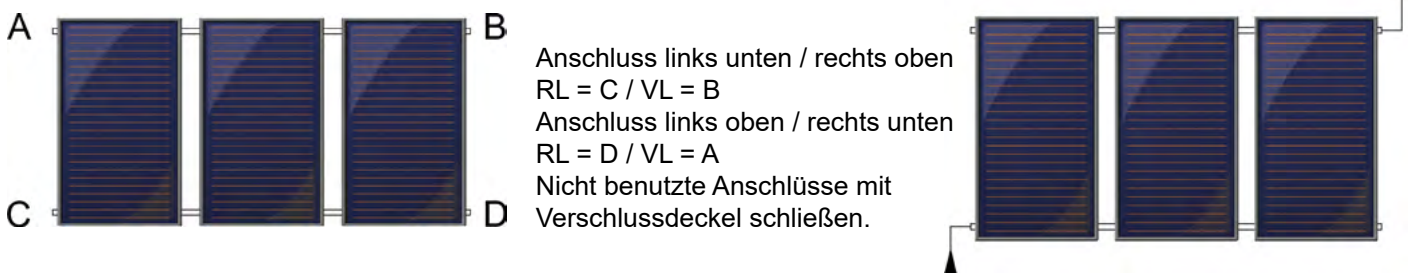 A
B
C
D
Anschluss links unten / rechts oben
RL = C / VL = B
Anschluss links oben / rechts unten
RL = D / VL = A
Nicht benutzte Anschlüsse mit
Verschlussdeckel schließen.